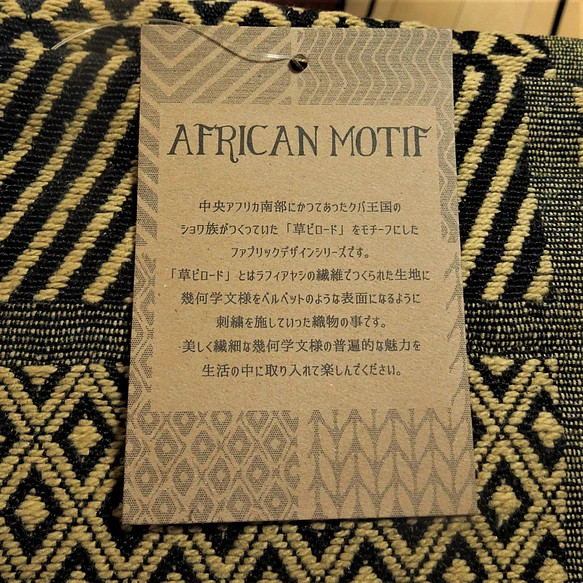 AFRICAN MOTIF
中央アフリカ南部にかつてあったクバ王国の
ショワ族がつくっていた「草ビロード」をモチーフにした
ファブリックデザインシリーズです。
「草ビロード」とはラフィアヤシの繊維でつくられた生地に
幾何学文様をベルベットのような表面になるように
刺繍を施していった織物の事です。
美しく繊細な幾何学文様の普遍的な魅力を
生活の中に取り入れて楽しんでください。